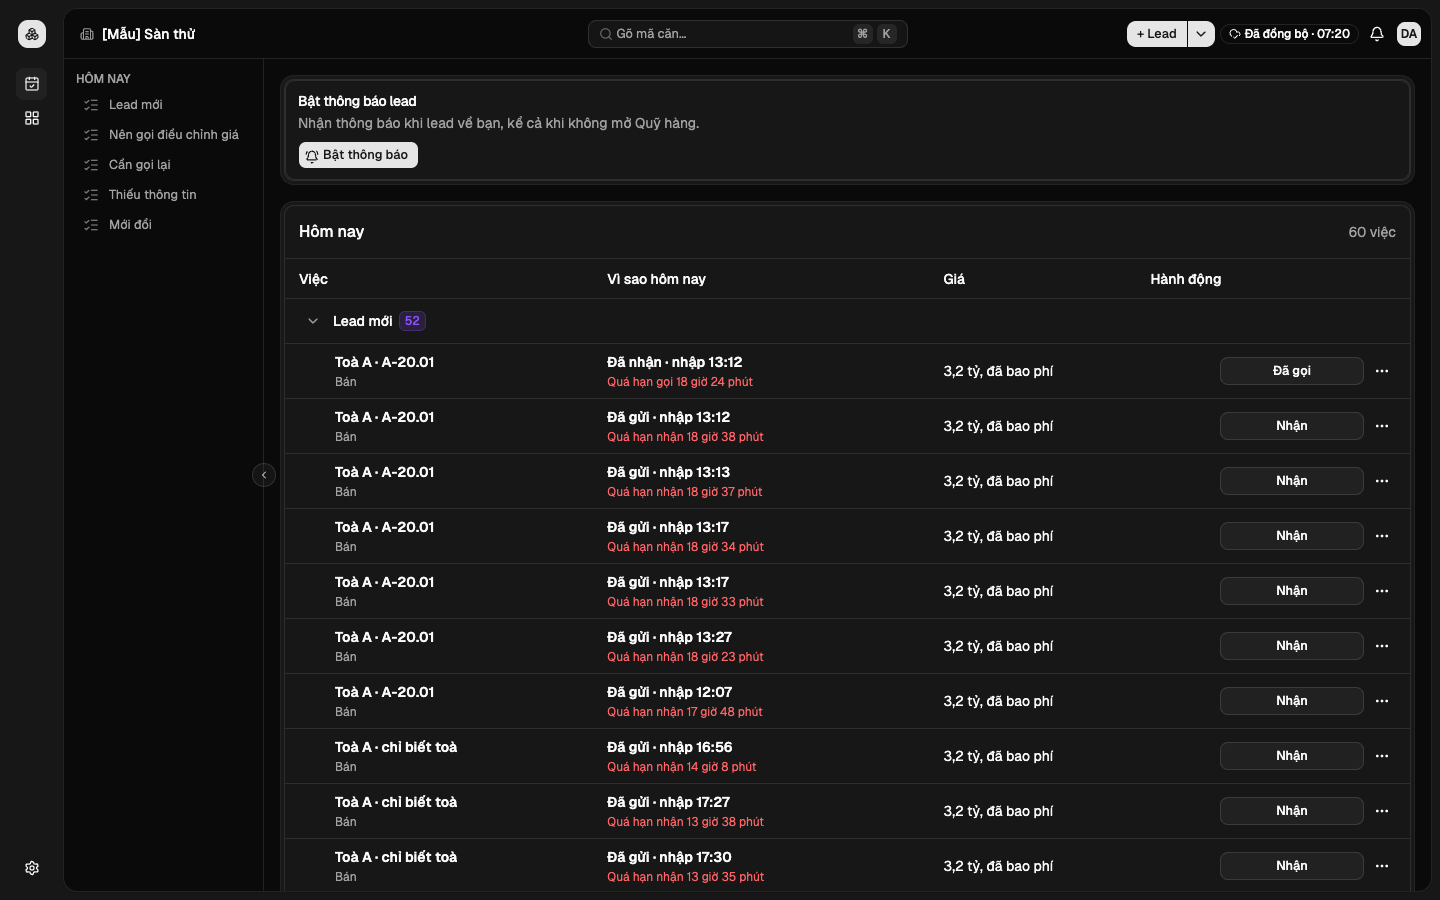 [Mẫu] Sàn thử
Gõ mã căn...
⌘ K
+ Lead
Đã đồng bộ · 07:20
DA
HÔM NAY
Lead mới
Nên gọi điều chỉnh giá
Cần gọi lại
Thiếu thông tin
Mới đổi
Bật thông báo lead
Nhận thông báo khi lead về bạn, kể cả khi không mở Quỹ hàng.
Bật thông báo
Hôm nay
60 việc
Việc
Vì sao hôm nay
Giá
Hành động
Lead mới 52
Toà A · A-20.01
Bán
Đã nhận · nhập 13:12
Quá hạn gọi 18 giờ 24 phút
3,2 tỷ, đã bao phí
Đã gọi
Toà A · A-20.01
Bán
Đã gửi · nhập 13:12
Quá hạn nhận 18 giờ 38 phút
3,2 tỷ, đã bao phí
Nhận
Toà A · A-20.01
Bán
Đã gửi · nhập 13:13
Quá hạn nhận 18 giờ 37 phút
3,2 tỷ, đã bao phí
Nhận
Toà A · A-20.01
Bán
Đã gửi · nhập 13:17
Quá hạn nhận 18 giờ 34 phút
3,2 tỷ, đã bao phí
Nhận
Toà A · A-20.01
Bán
Đã gửi · nhập 13:17
Quá hạn nhận 18 giờ 33 phút
3,2 tỷ, đã bao phí
Nhận
Toà A · A-20.01
Bán
Đã gửi · nhập 13:27
Quá hạn nhận 18 giờ 23 phút
3,2 tỷ, đã bao phí
Nhận
Toà A · A-20.01
Bán
Đã gửi · nhập 12:07
Quá hạn nhận 17 giờ 48 phút
3,2 tỷ, đã bao phí
Nhận
Toà A · chỉ biết toà
Bán
Đã gửi · nhập 16:56
Quá hạn nhận 14 giờ 8 phút
3,2 tỷ, đã bao phí
Nhận
Toà A · chỉ biết toà
Bán
Đã gửi · nhập 17:27
Quá hạn nhận 13 giờ 38 phút
3,2 tỷ, đã bao phí
Nhận
Toà A · chỉ biết toà
Bán
Đã gửi · nhập 17:30
Quá hạn nhận 13 giờ 35 phút
3,2 tỷ, đã bao phí
Nhận